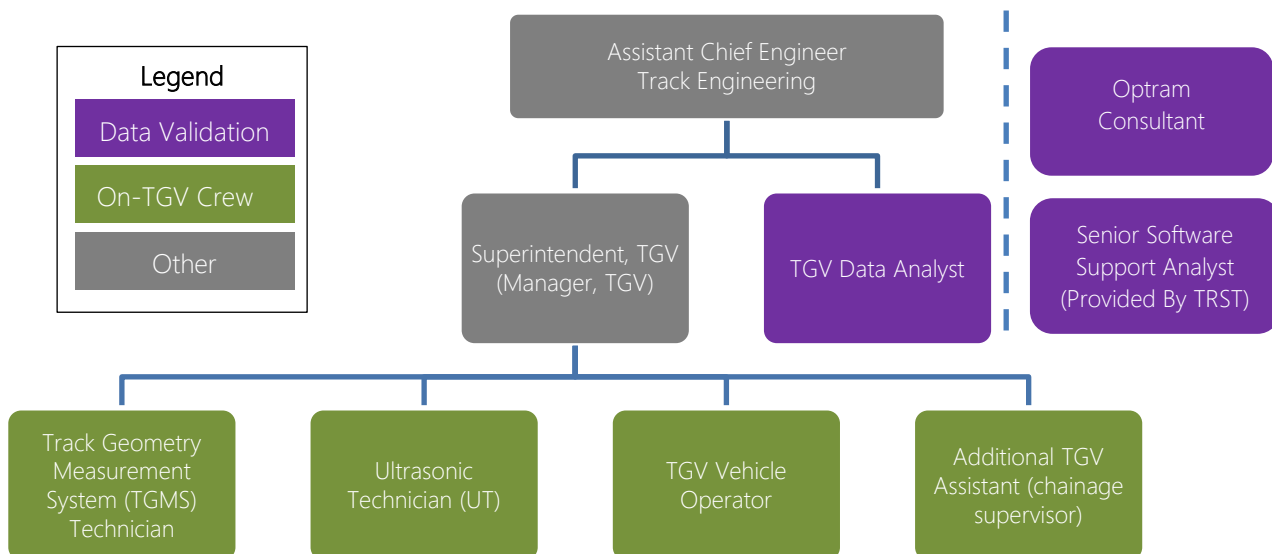 Legend
Data Validation
On-TGV Crew
Other
Assistant Chief Engineer
Track Engineering
Optram
Consultant
Superintendent, TGV
(Manager, TGV)
TGV Data Analyst
Senior Software
Support Analyst
(Provided By TRST)
Track Geometry
Measurement
System (TGMS)
Technician
Ultrasonic
Technician (UT)
TGV Vehicle
Operator
Additional TGV
Assistant (chainage
supervisor)